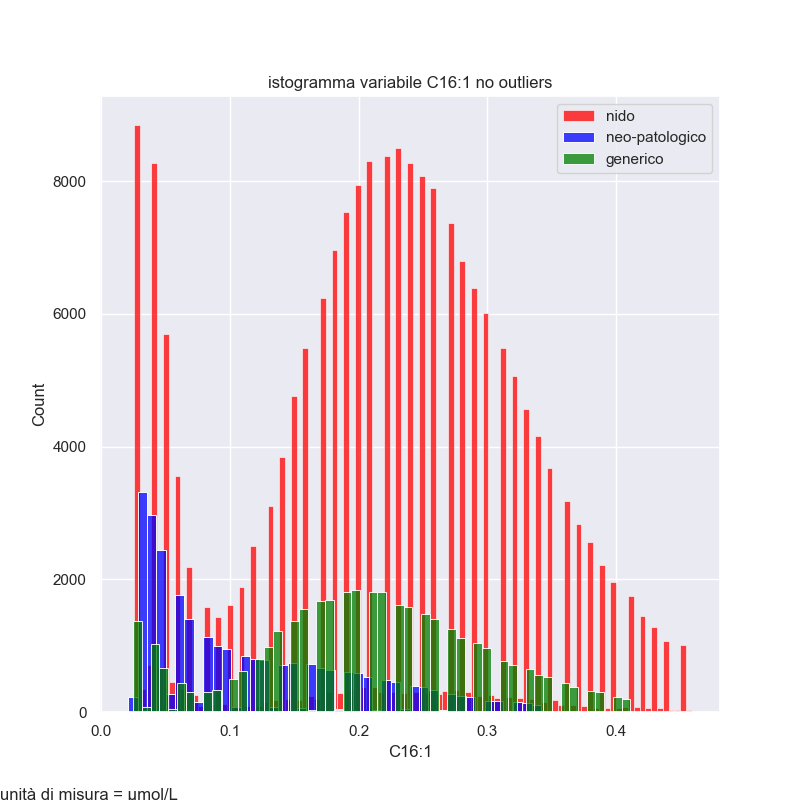 istogramma variabile C16:1 no outliers
nido
neo-patologico
generico
8000
6000
4000
2000
0
Count
0.0 0.1 0.2 0.3 0.4
C16:1
unità di misura = μmol/L